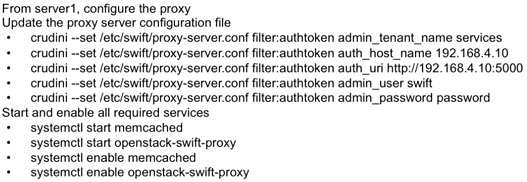 From server1, configure the proxy
Update the proxy server configuration file
• crudini --set /etc/swift/proxy-server.conf filter:authtoken admin_tenant_name services
• crudini --set /etc/swift/proxy-server.conf filter:authtoken auth_host_name 192.168.4.10
• crudini --set /etc/swift/proxy-server.conf filter:authtoken auth_uri http://192.168.4.10:5000
• crudini --set /etc/swift/proxy-server.conf filter:authtoken admin_user swift
• crudini --set /etc/swift/proxy-server.conf filter:authtoken admin_password password
Start and enable all required services
• systemctl start memcached
• systemctl start openstack-swift-proxy
• systemctl enable memcached
• systemctl enable openstack-swift-proxy